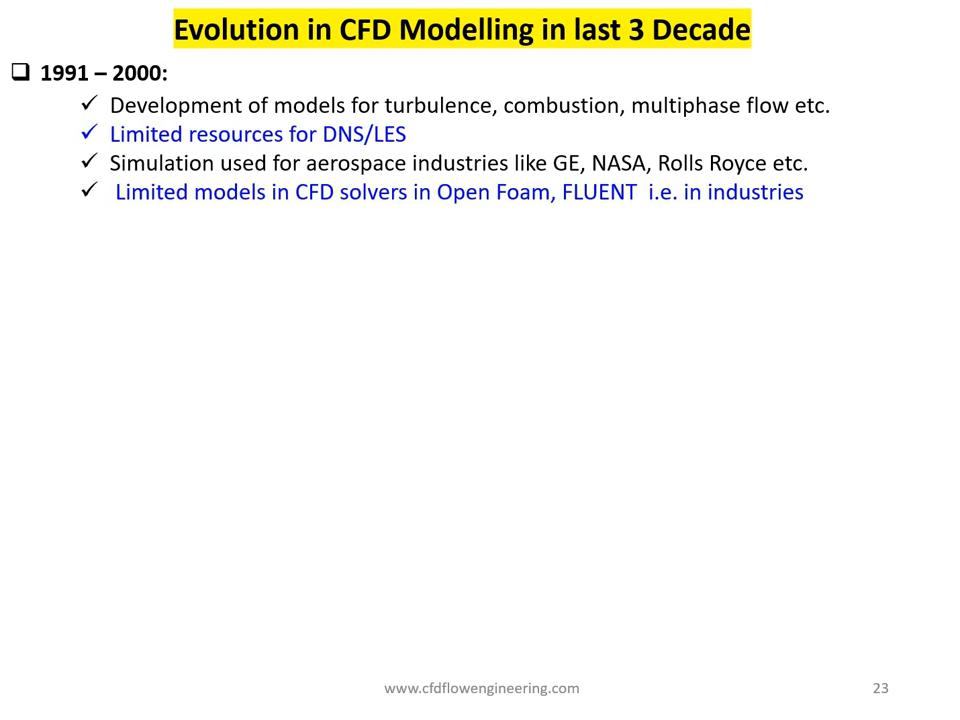 Evolution in CFD Modelling in last 3 Decade
❑ 1991 – 2000:
✓ Development of models for turbulence, combustion, multiphase flow etc.
✓ Limited resources for DNS/LES
✓ Simulation used for aerospace industries like GE, NASA, Rolls Royce etc.
✓ Limited models in CFD solvers in Open Foam, FLUENT i.e. in industries
www.cfdflowengineering.com
23